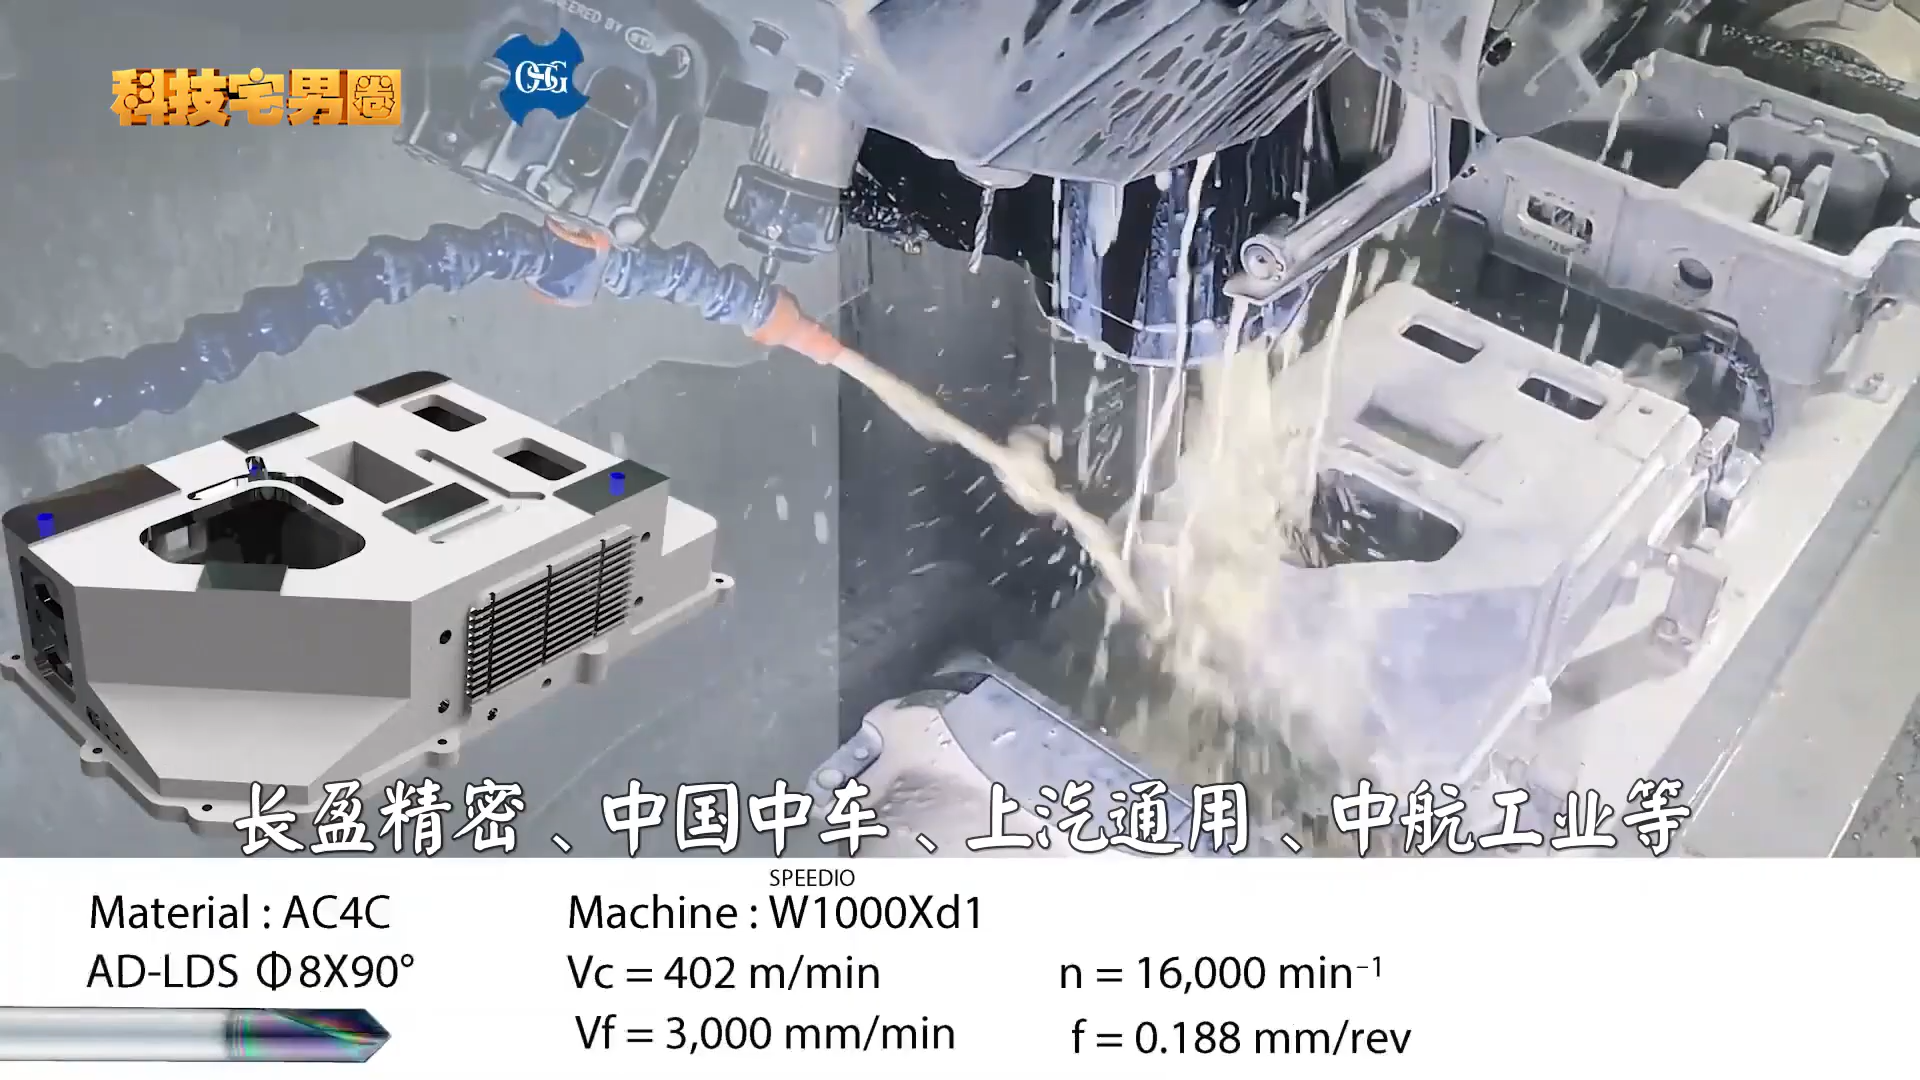 科技宅男圈
OSG
长盈精密、中国中车、上汽通用、中航工业等
SPEEDIO
Material : AC4C
Machine : W1000Xd1
AD-LDS Φ8X90°
Vc = 402 m/min
n = 16,000 min⁻¹
Vf = 3,000 mm/min
f = 0.188 mm/rev